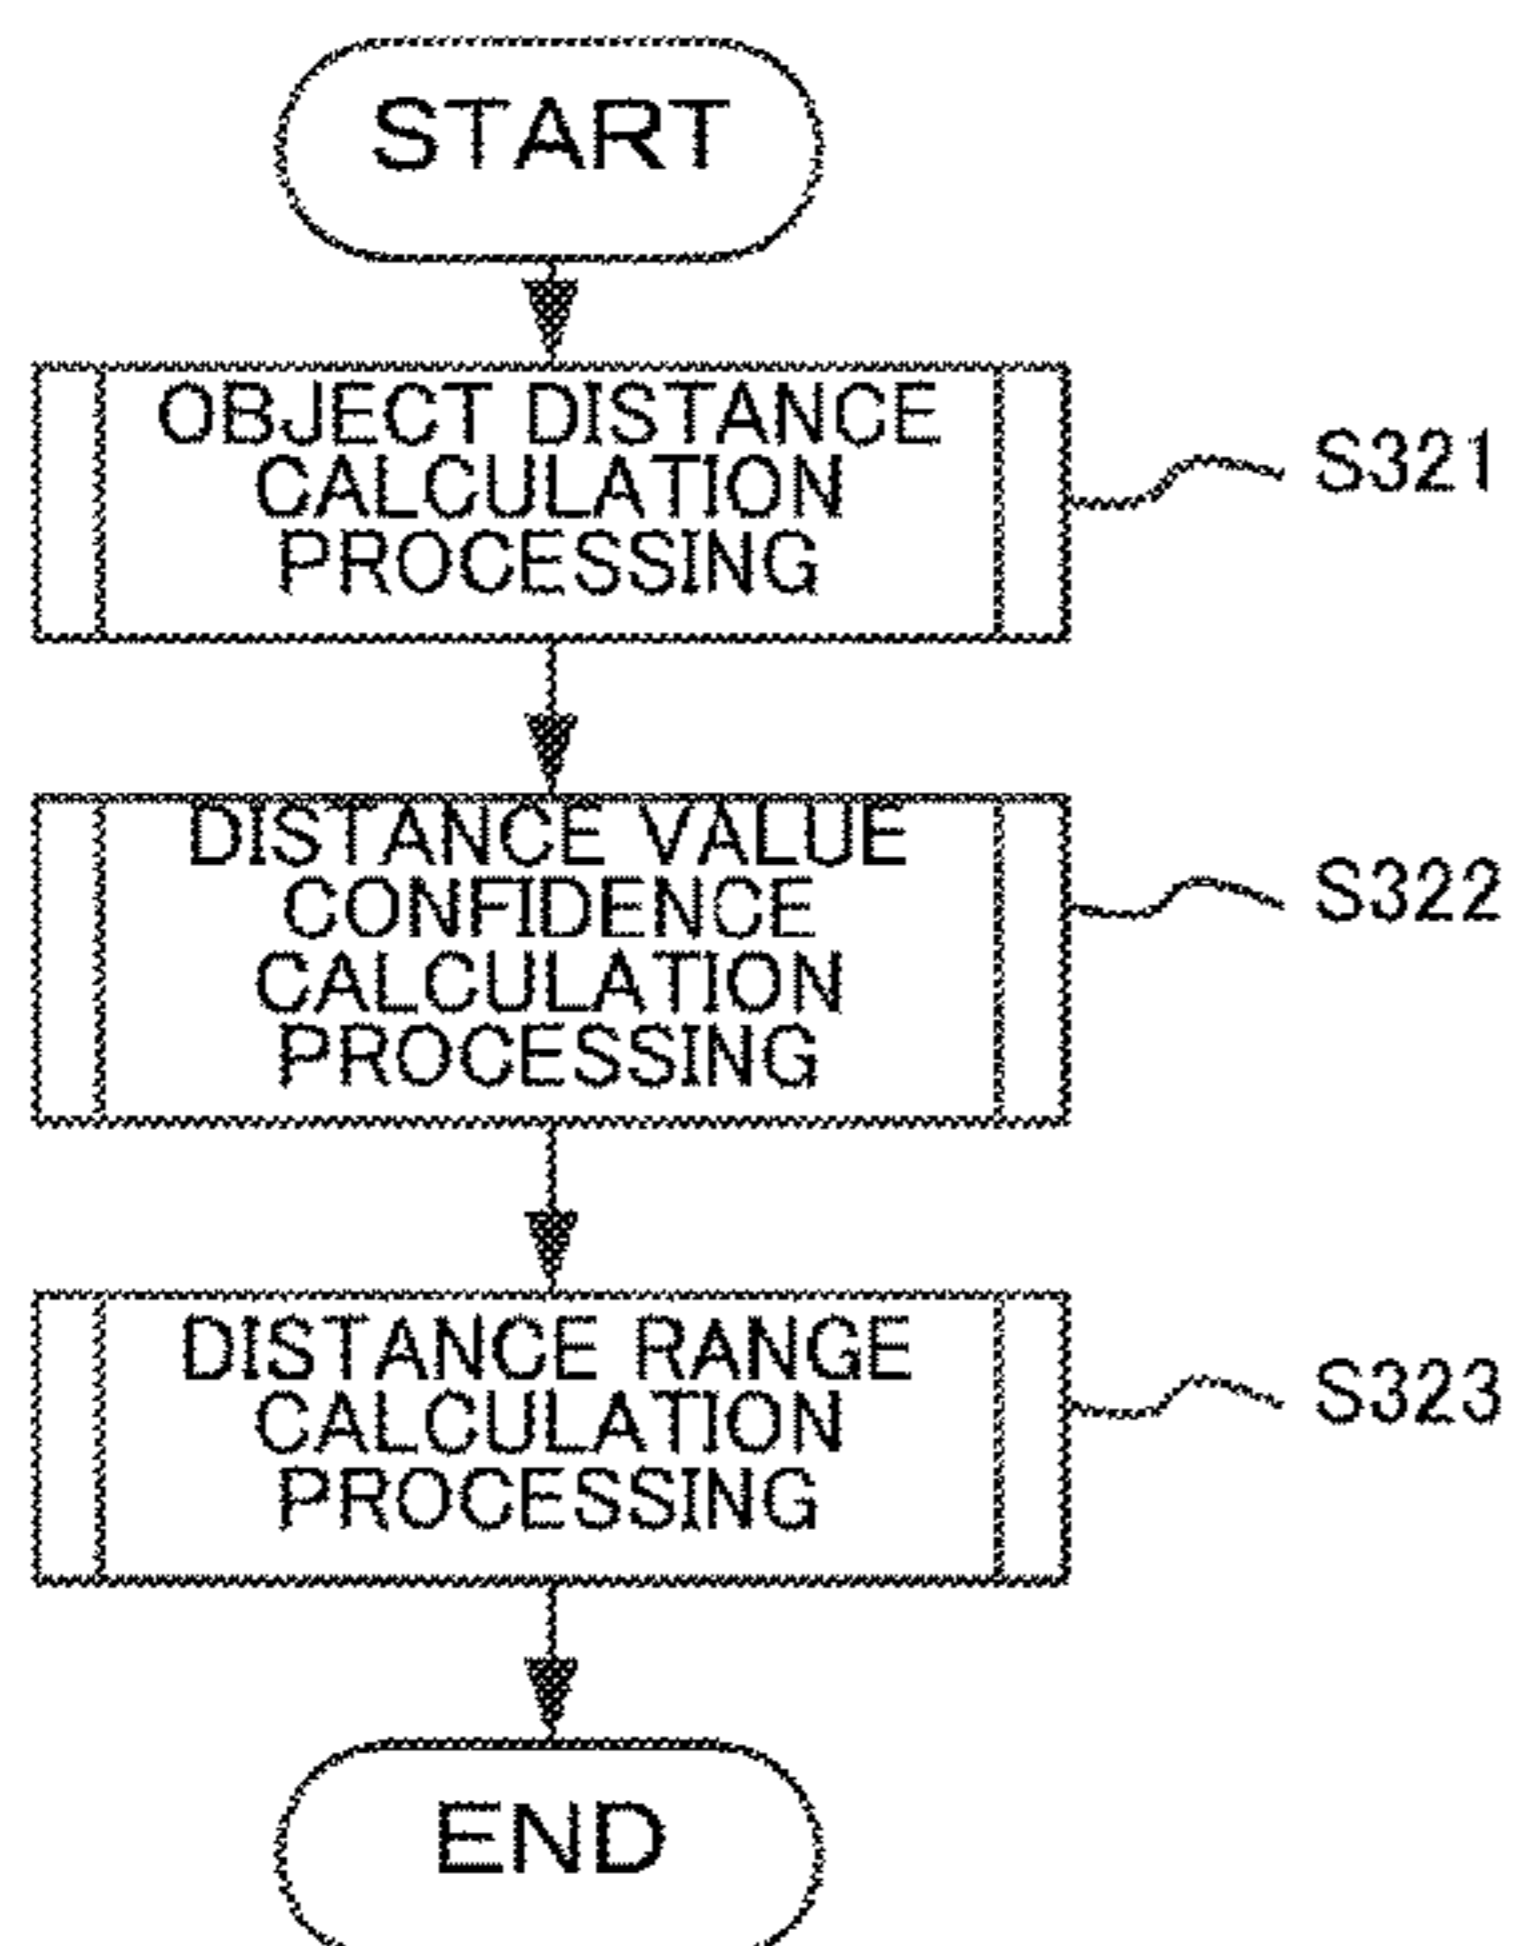 START
OBJECT DISTANCE
CALCULATION
PROCESSING
S321
DISTANCE VALUE
CONFIDENCE
CALCULATION
PROCESSING
S322
DISTANCE RANGE
CALCULATION
PROCESSING
S323
END